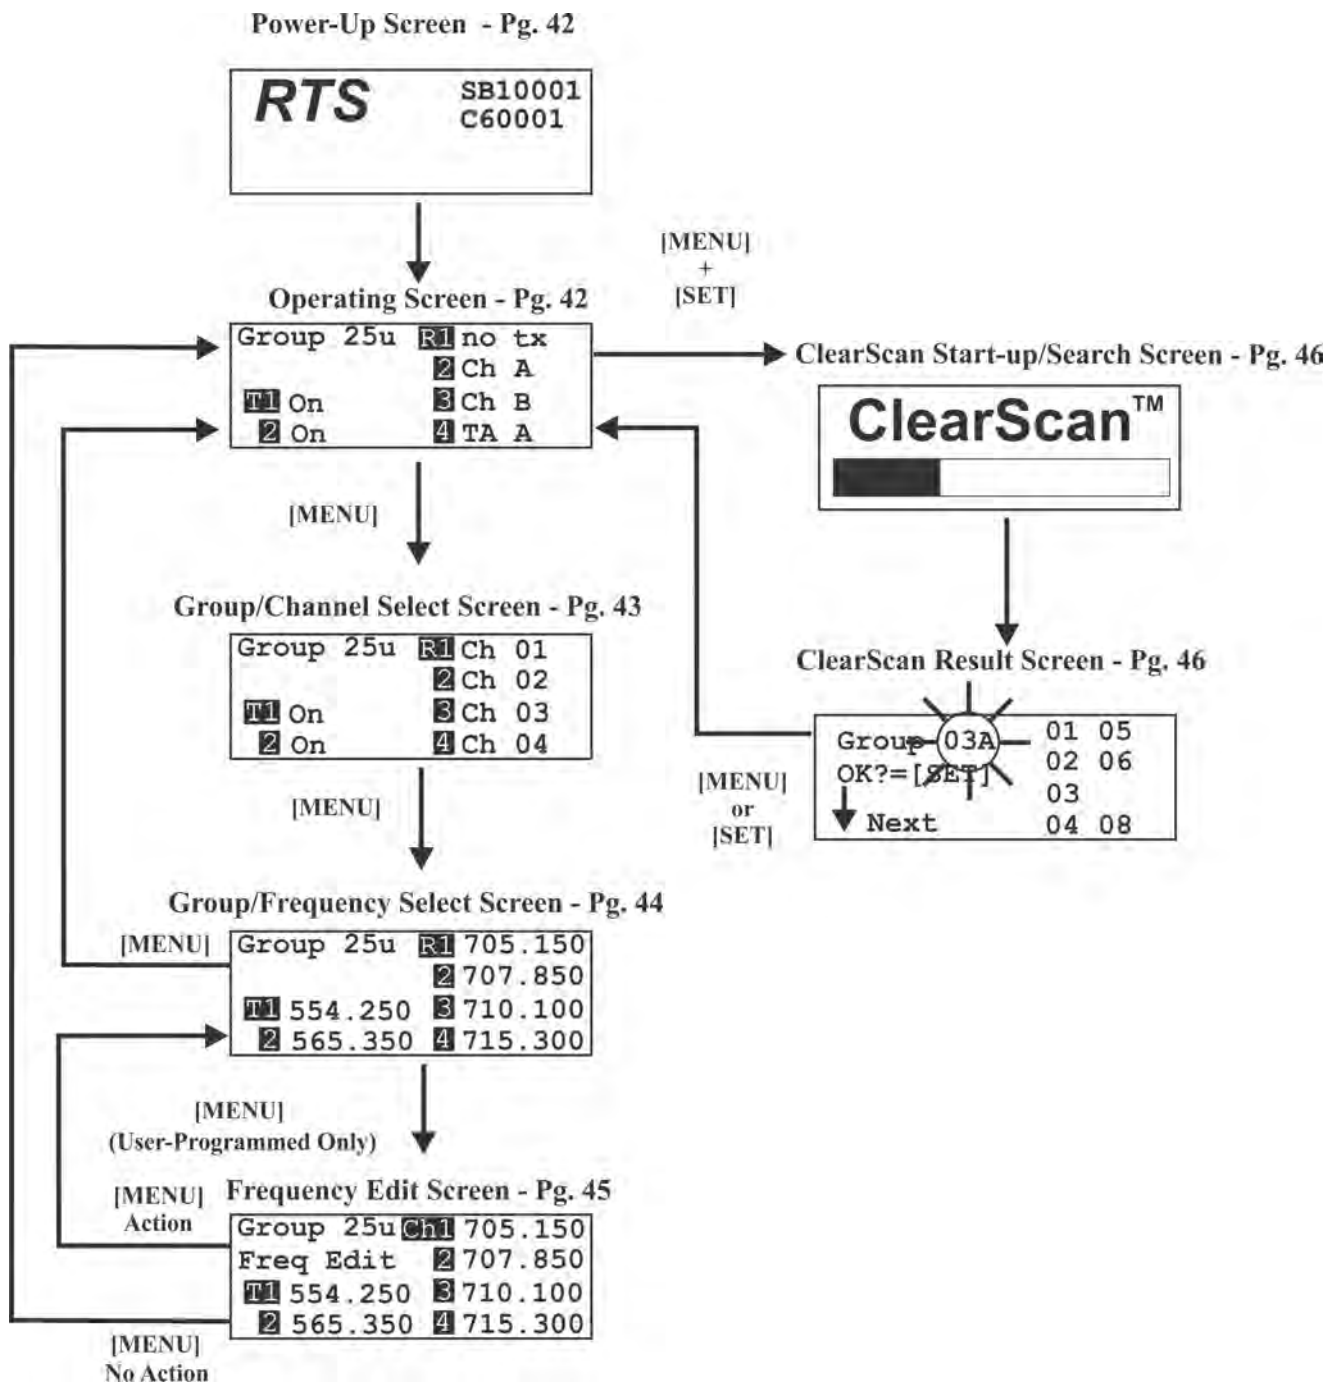 Power-Up Screen - Pg. 42
RTS
SB10001
C60001
[MENU]
+
[SET]
Operating Screen - Pg. 42
Group 25u R1 no tx
2 Ch A
T1 On 3 Ch B
2 On 4 TA A
ClearScan Start-up/Search Screen - Pg. 46
ClearScan™
[MENU]
Group/Channel Select Screen - Pg. 43
Group 25u R1 Ch 01
2 Ch 02
T1 On 3 Ch 03
2 On 4 Ch 04
ClearScan Result Screen - Pg. 46
Group 03A 01 05
OK?=[SET] 02 06
03
Next 04 08
[MENU]
or
[SET]
[MENU]
Group/Frequency Select Screen - Pg. 44
[MENU]
Group 25u R1 705.150
2 707.850
T1 554.250 3 710.100
2 565.350 4 715.300
[MENU]
(User-Programmed Only)
[MENU]
Action
Frequency Edit Screen - Pg. 45
Group 25u Ch1 705.150
Freq Edit 2 707.850
T1 554.250 3 710.100
2 565.350 4 715.300
[MENU]
No Action